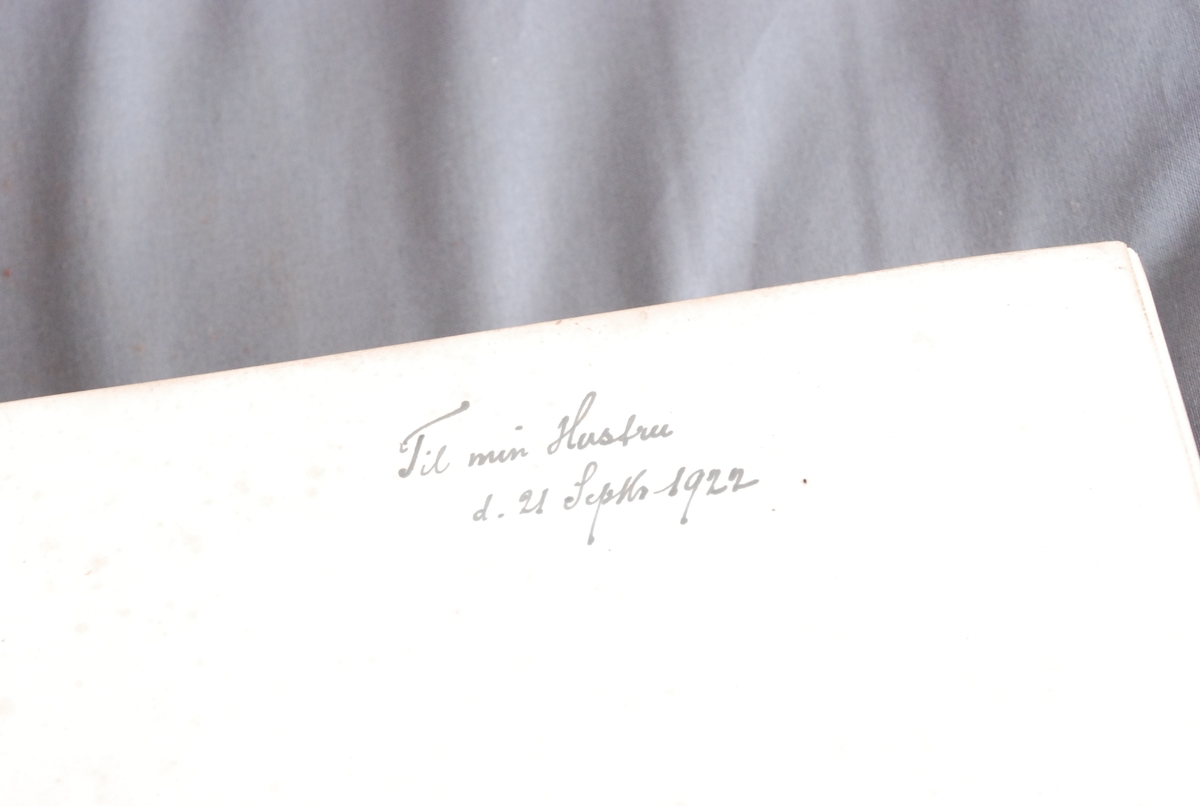 Til min Hustru
d. 21 Septbr 1922